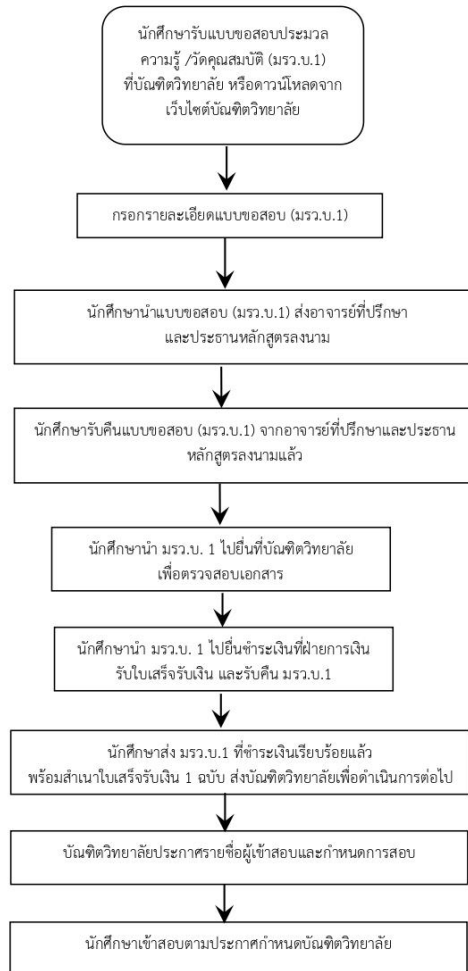 นักศึกษารับแบบขอสอบประมวล
ความรู้ /วัดคุณสมบัติ (มรว.บ.1)
ที่บัณฑิตวิทยาลัย หรือดาวน์โหลดจาก
เว็บไซต์บัณฑิตวิทยาลัย
กรอกรายละเอียดแบบขอสอบ (มรว.บ.1)
นักศึกษานำแบบขอสอบ (มรว.บ.1) ส่งอาจารย์ที่ปรึกษา
และประธานหลักสูตรลงนาม
นักศึกษารับคืนแบบขอสอบ (มรว.บ.1) จากอาจารย์ที่ปรึกษาและประธาน
หลักสูตรลงนามแล้ว
นักศึกษานำ มรว.บ. 1 ไปยื่นที่บัณฑิตวิทยาลัย
เพื่อตรวจสอบเอกสาร
นักศึกษานำ มรว.บ. 1 ไปยื่นชำระเงินที่ฝ่ายการเงิน
รับใบเสร็จรับเงิน และรับคืน มรว.บ.1
นักศึกษาส่ง มรว.บ.1 ที่ชำระเงินเรียบร้อยแล้ว
พร้อมสำเนาใบเสร็จรับเงิน 1 ฉบับ ส่งบัณฑิตวิทยาลัยเพื่อดำเนินการต่อไป
บัณฑิตวิทยาลัยประกาศรายชื่อผู้เข้าสอบและกำหนดการสอบ
นักศึกษาเข้าสอบตามประกาศกำหนดบัณฑิตวิทยาลัย